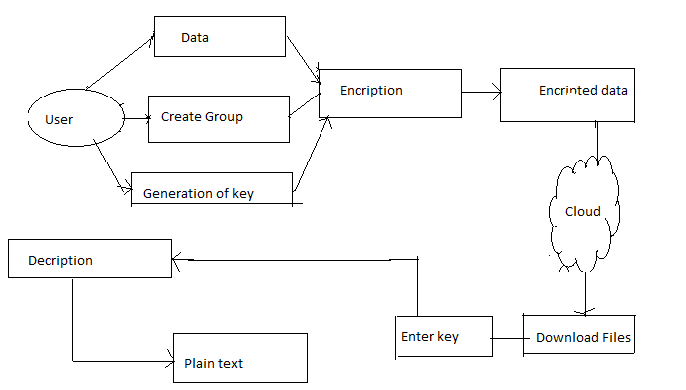 Data
Encription
Encrinted data
User
Create Group
Generation of key
Cloud
Decription
Enter key
Download Files
Plain text